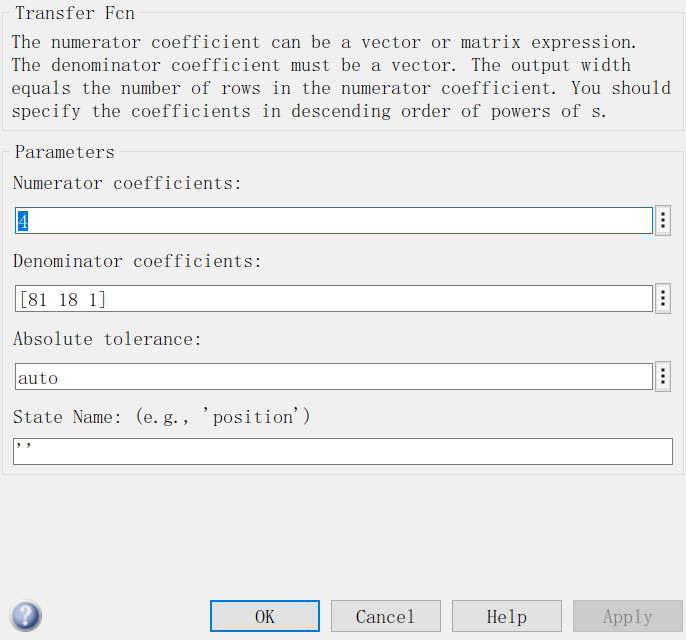 Transfer Fcn
The numerator coefficient can be a vector or matrix expression.
The denominator coefficient must be a vector. The output width
equals the number of rows in the numerator coefficient. You should
specify the coefficients in descending order of powers of s.
Parameters
Numerator coefficients:
4
Denominator coefficients:
[81 18 1]
Absolute tolerance:
auto
State Name: (e.g., 'position')
''
?
OK Cancel Help Apply